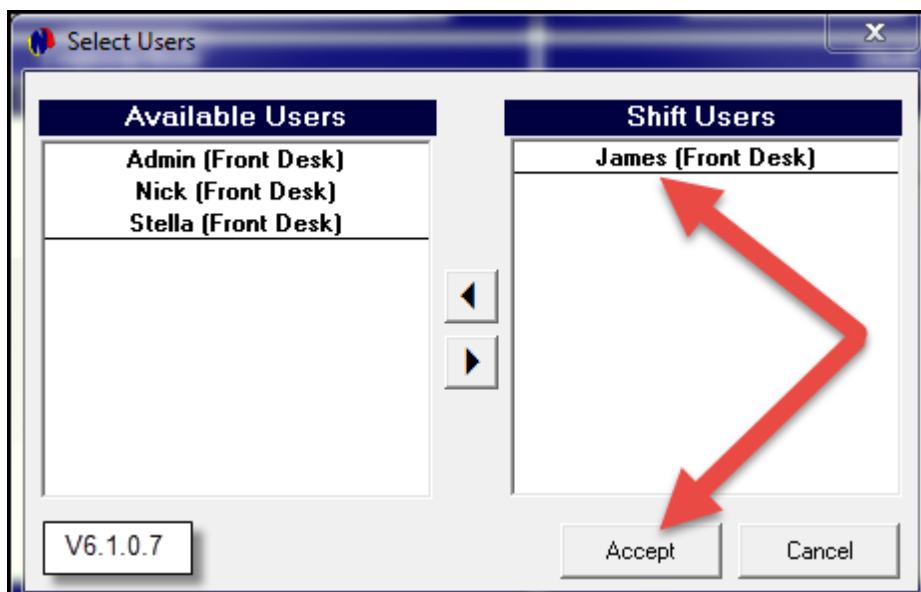 Select Users
Available Users
Admin (Front Desk)
Nick (Front Desk)
Stella (Front Desk)
Shift Users
James (Front Desk)
V6.1.0.7
Accept
Cancel